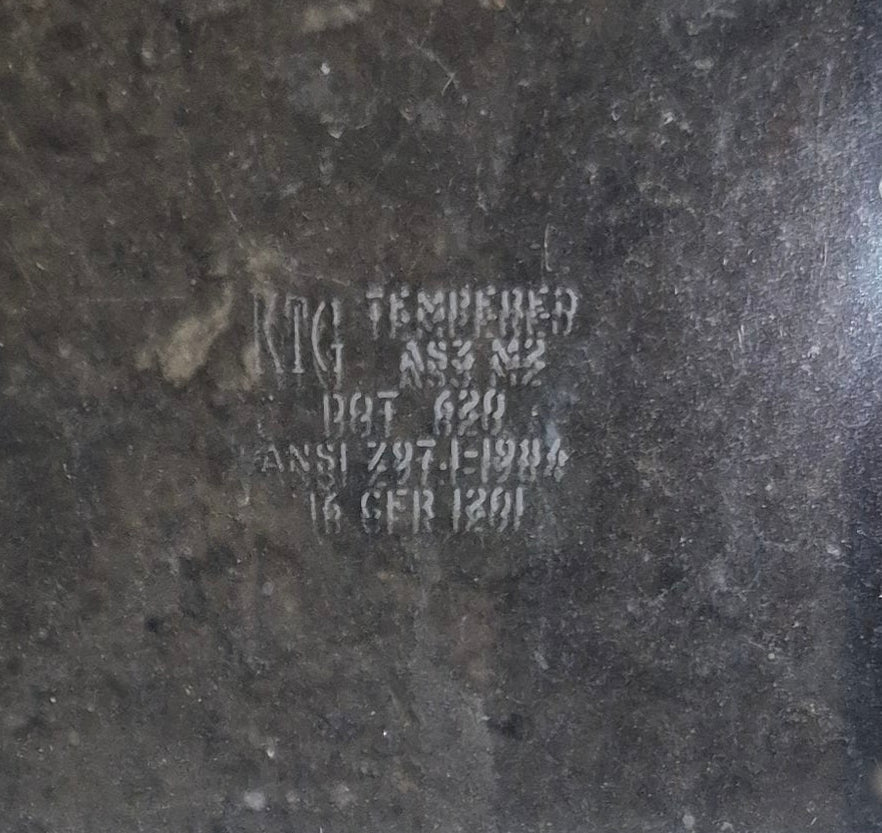 KTG TEMPERED
AS3 M2
DOT 620
ANSI Z97.1-1984
16 CFR 1201